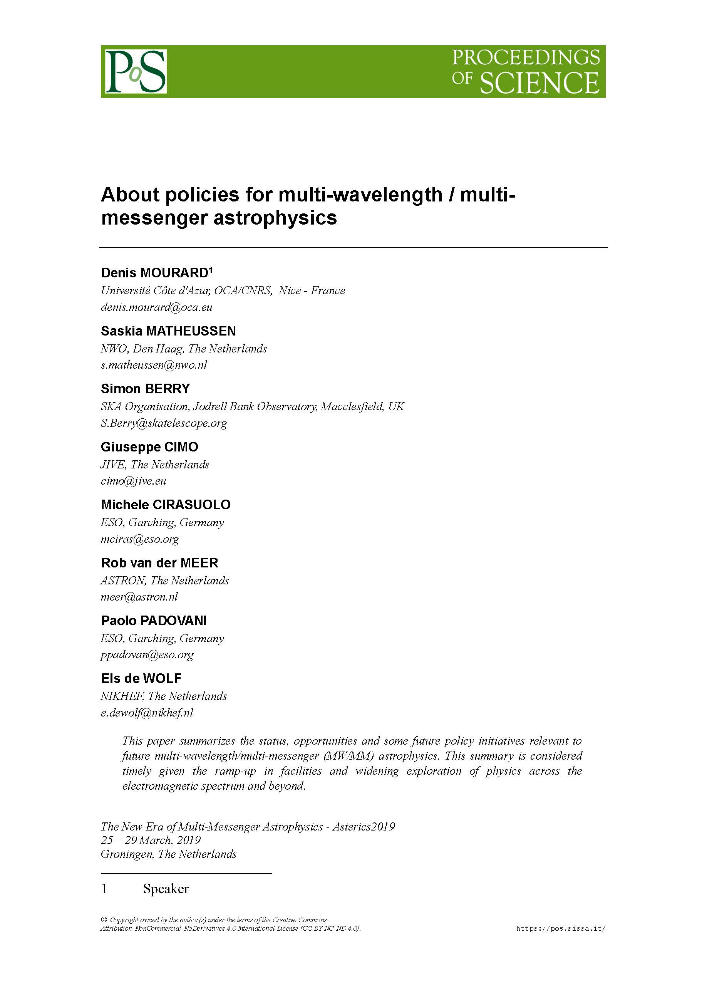 PoS
PROCEEDINGS
OF SCIENCE
About policies for multi-wavelength / multi-
messenger astrophysics
Denis MOURARD¹
Université Côte d'Azur, OCA/CNRS, Nice - France
denis.mourard@oca.eu
Saskia MATHEUSSEN
NWO, Den Haag, The Netherlands
s.matheussen@nwo.nl
Simon BERRY
SKA Organisation, Jodrell Bank Observatory, Macclesfield, UK
S.Berry@skatelescope.org
Giuseppe CIMO
JIVE, The Netherlands
cimo@jive.eu
Michele CIRASUOLO
ESO, Garching, Germany
mciras@eso.org
Rob van der MEER
ASTRON, The Netherlands
meer@astron.nl
Paolo PADOVANI
ESO, Garching, Germany
ppadovan@eso.org
Els de WOLF
NIKHEF, The Netherlands
e.dewolf@nikhef.nl
This paper summarizes the status, opportunities and some future policy initiatives relevant to
future multi-wavelength/multi-messenger (MW/MM) astrophysics. This summary is considered
timely given the ramp-up in facilities and widening exploration of physics across the
electromagnetic spectrum and beyond.
The New Era of Multi-Messenger Astrophysics - Asterics2019
25 – 29 March, 2019
Groningen, The Netherlands
1 Speaker
© Copyright owned by the author(s) under the terms of the Creative Commons
Attribution-NonCommercial-NoDerivatives 4.0 International License (CC BY-NC-ND 4.0).
https://pos.sissa.it/